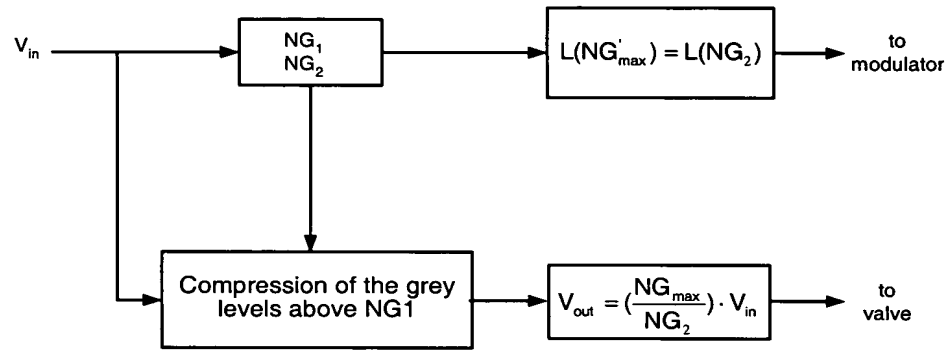 V_in
NG_1
NG_2
L(NG'_max) = L(NG_2)
to
modulator
Compression of the grey
levels above NG1
V_out = (NG_max / NG_2) · V_in
to
valve